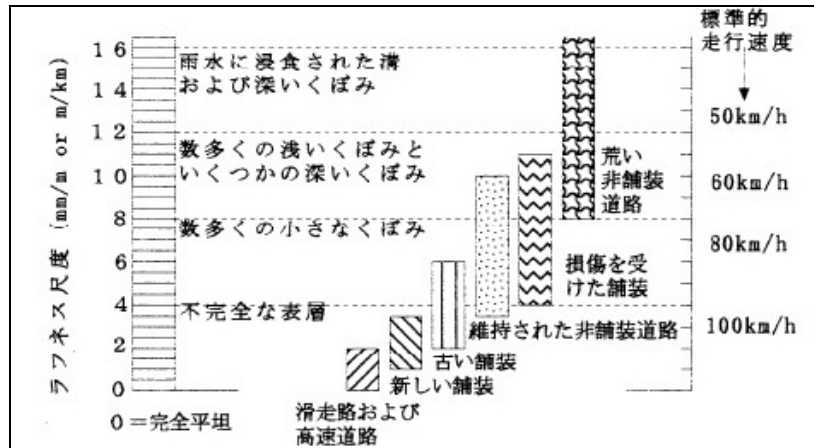 標準的
走行速度
ラフネス尺度 (mm/m or m/km)
16
14
12
10
8
6
4
2
0
雨水に浸食された溝
および深いくぼみ
数多くの浅いくぼみと
いくつかの深いくぼみ
数多くの小さなくぼみ
不完全な表層
50km/h
60km/h
80km/h
100km/h
荒い
非舗装
道路
損傷を受
けた舗装
維持された非舗装道路
古い舗装
新しい舗装
滑走路および
高速道路
0=完全平坦